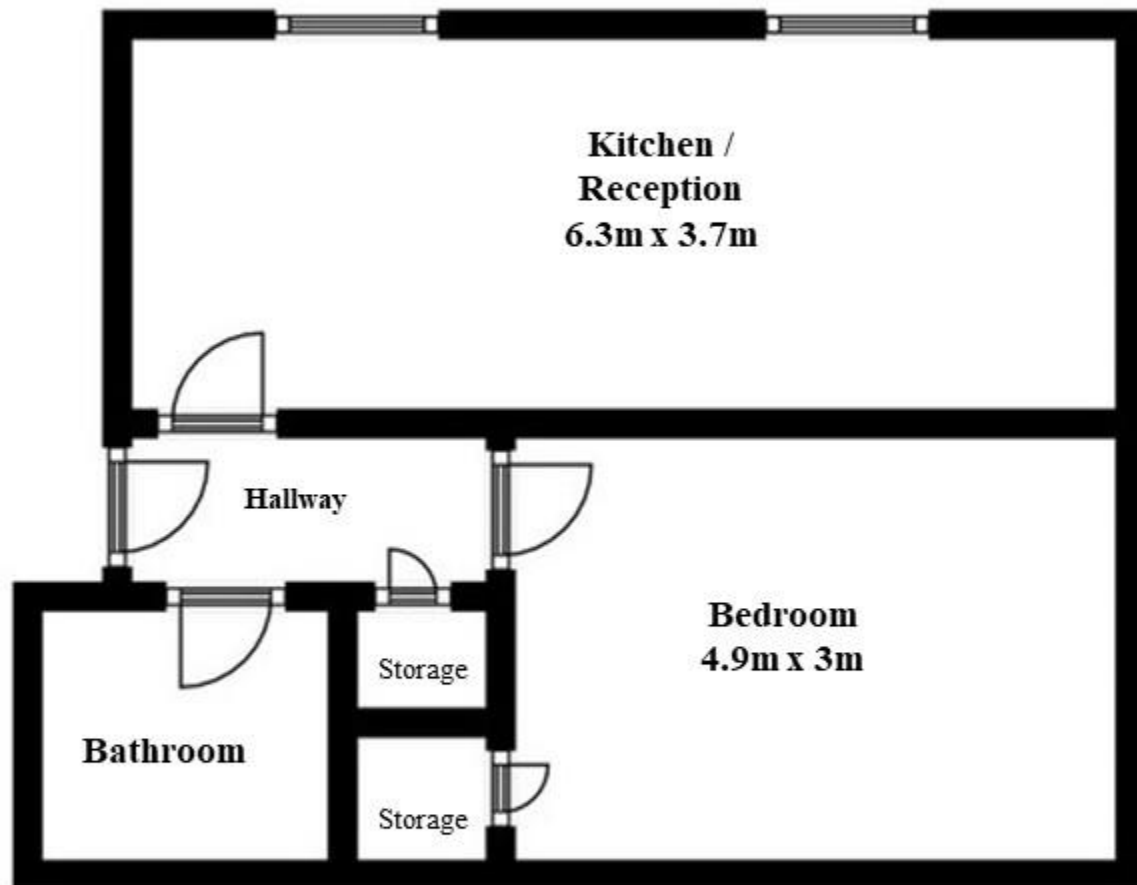 Kitchen /
Reception
6.3m x 3.7m
Hallway
Bedroom
4.9m x 3m
Storage
Bathroom
Storage